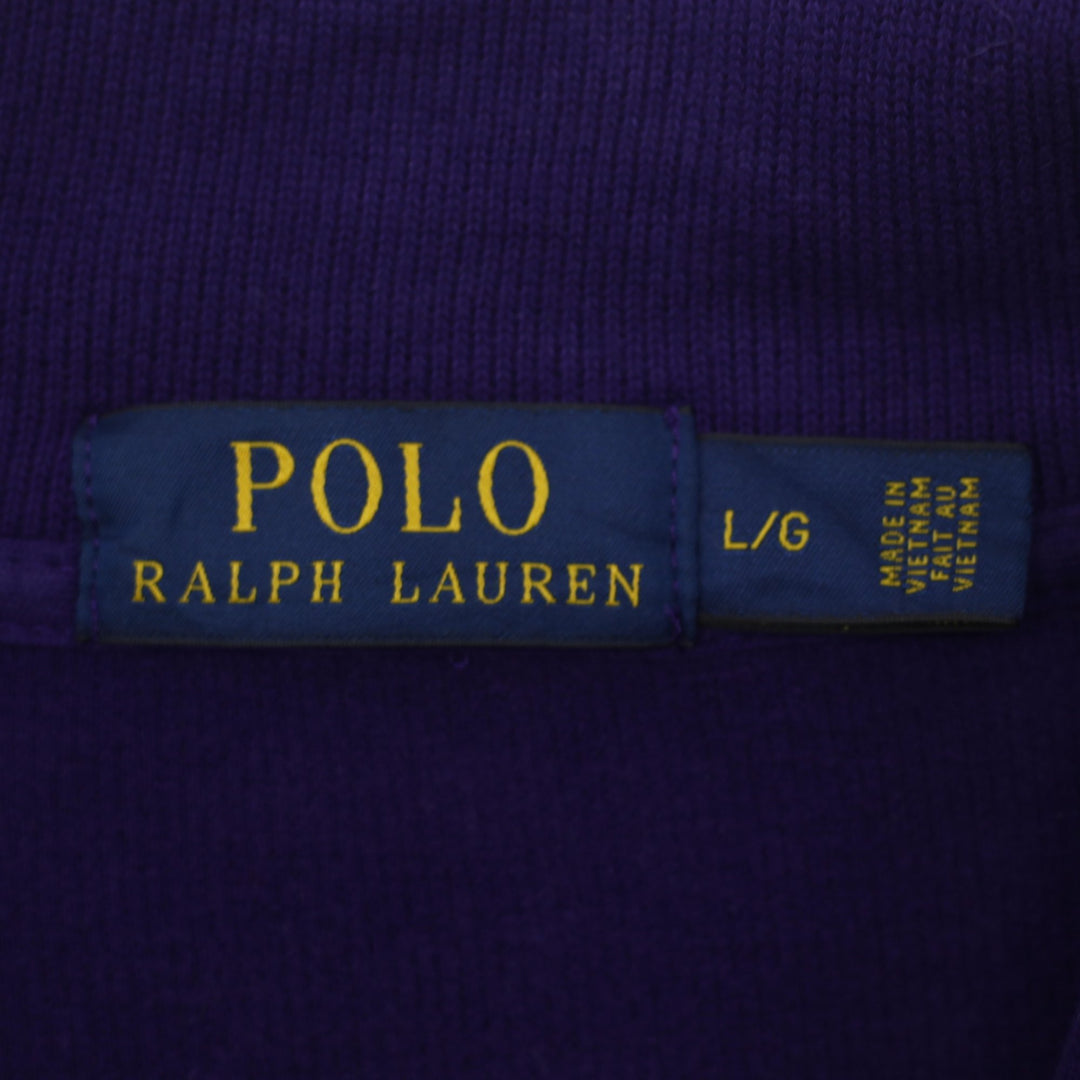 POLO
RALPH LAUREN
L/G
MADE IN
VIETNAM
FAIT AU
VIETNAM